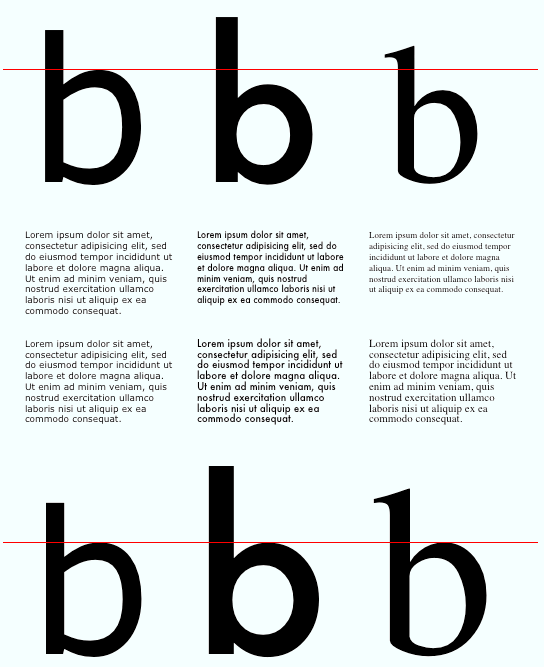 b b b
Lorem ipsum dolor sit amet,
consectetur adipisicing elit, sed
do eiusmod tempor incididunt ut
labore et dolore magna aliqua.
Ut enim ad minim veniam, quis
nostrud exercitation ullamco
laboris nisi ut aliquip ex ea
commodo consequat.
Lorem ipsum dolor sit amet,
consectetur adipisicing elit, sed do
eiusmod tempor incididunt ut labore
et dolore magna aliqua. Ut enim ad
minim veniam, quis nostrud
exercitation ullamco laboris nisi ut
aliquip ex ea commodo consequat.
Lorem ipsum dolor sit amet, consectetur
adipisicing elit, sed do eiusmod tempor
incididunt ut labore et dolore magna
aliqua. Ut enim ad minim veniam, quis
nostrud exercitation ullamco laboris nisi
ut aliquip ex ea commodo consequat.
Lorem ipsum dolor sit amet,
consectetur adipisicing elit, sed
do eiusmod tempor incididunt ut
labore et dolore magna aliqua.
Ut enim ad minim veniam, quis
nostrud exercitation ullamco
laboris nisi ut aliquip ex ea
commodo consequat.
Lorem ipsum dolor sit amet,
consectetur adipisicing elit, sed
do eiusmod tempor incididunt ut
labore et dolore magna aliqua.
Ut enim ad minim veniam, quis
nostrud exercitation ullamco
laboris nisi ut aliquip ex ea
commodo consequat.
Lorem ipsum dolor sit amet,
consectetur adipisicing elit, sed
do eiusmod tempor incididunt ut
labore et dolore magna aliqua. Ut
enim ad minim veniam, quis
nostrud exercitation ullamco
laboris nisi ut aliquip ex ea
commodo consequat.
b b b